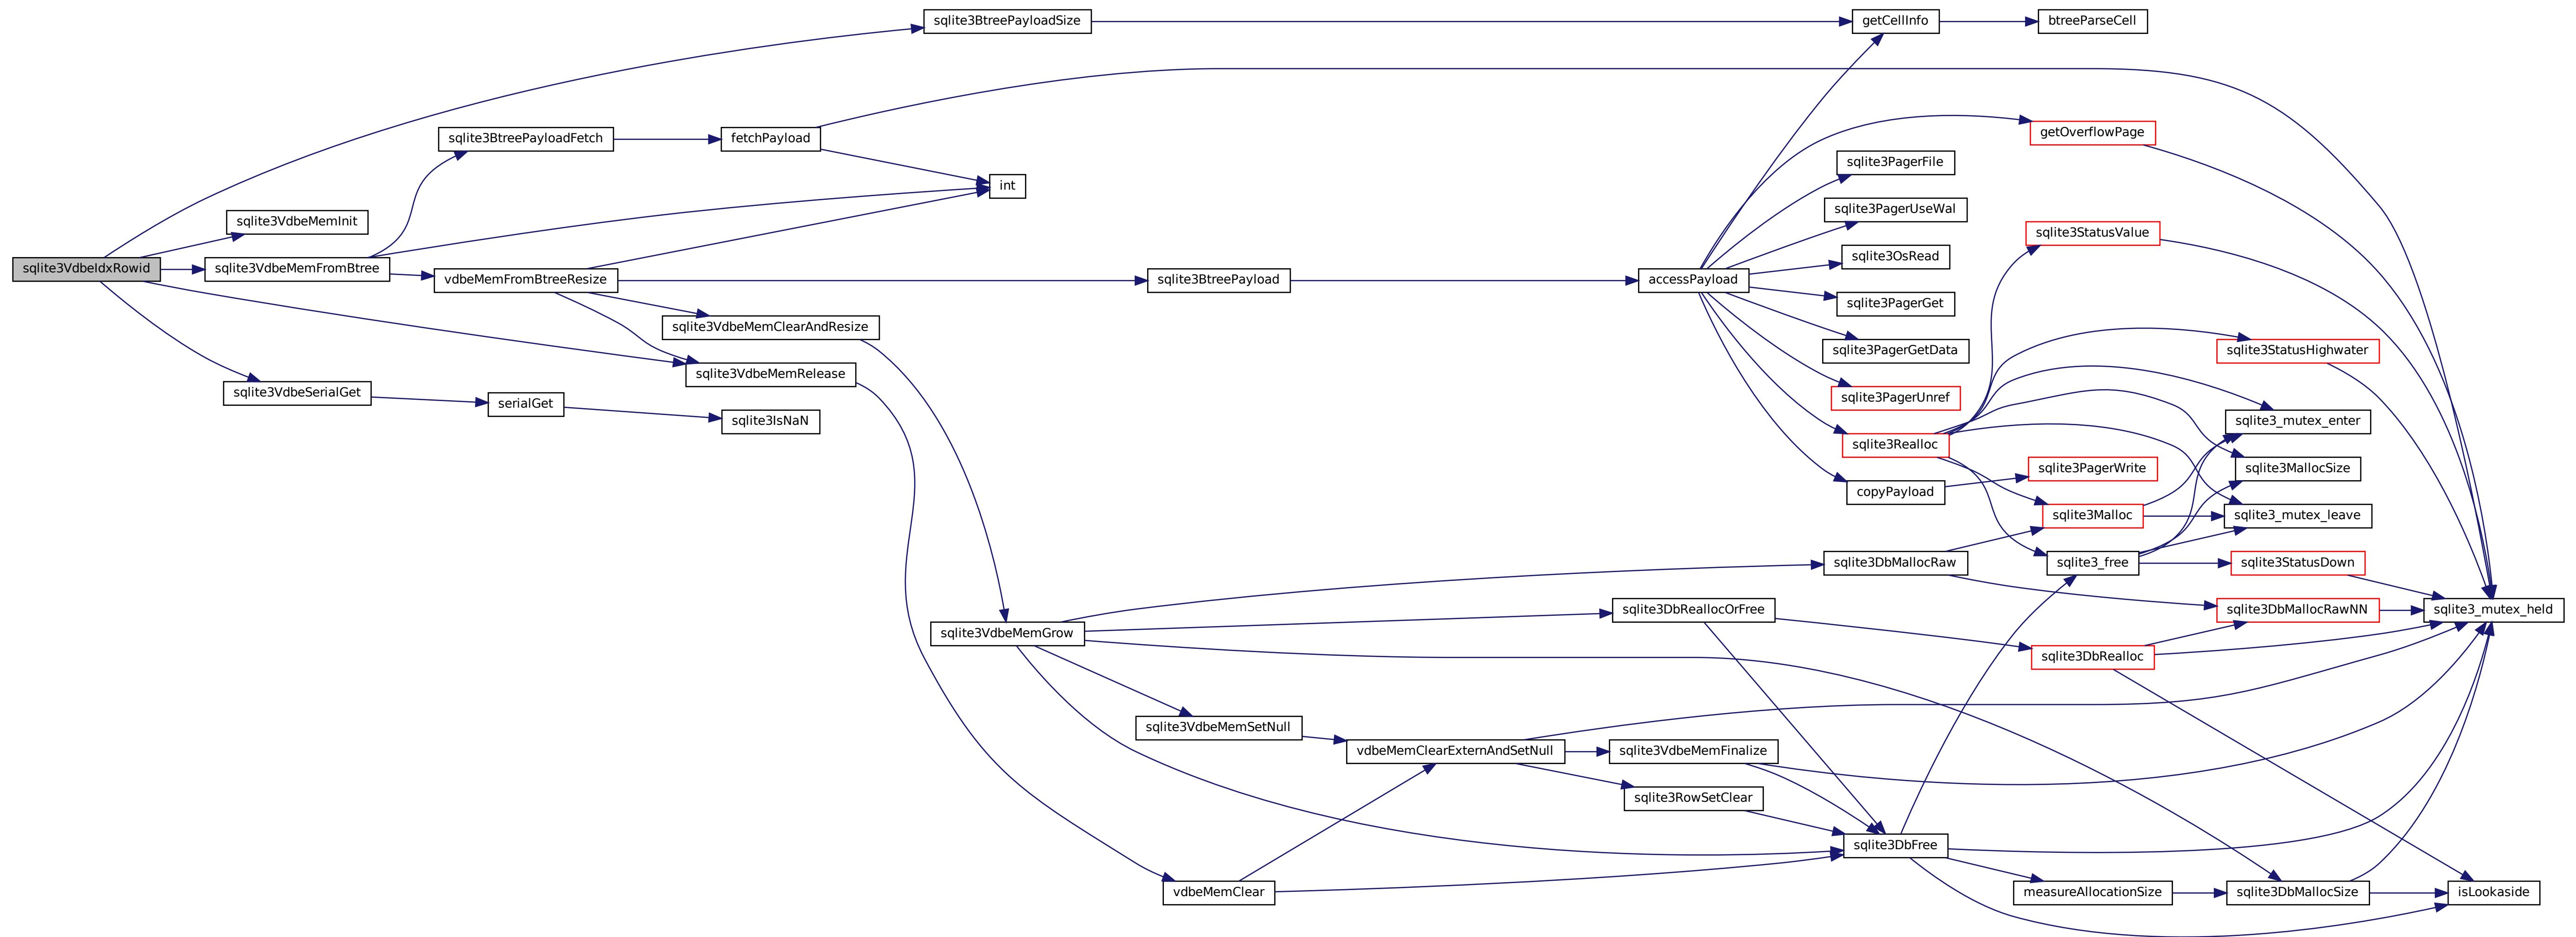 sqlite3VdbeIdxRowid
sqlite3BtreePayloadSize
getCellInfo
btreeParseCell
sqlite3VdbeMemInit
sqlite3VdbeMemFromBtree
sqlite3BtreePayloadFetch
fetchPayload
int
vdbeMemFromBtreeResize
sqlite3BtreePayload
accessPayload
getOverflowPage
sqlite3PagerFile
sqlite3PagerUseWal
sqlite3OsRead
sqlite3PagerGet
sqlite3PagerGetData
sqlite3PagerUnref
sqlite3Realloc
copyPayload
sqlite3PagerWrite
sqlite3StatusValue
sqlite3StatusHighwater
sqlite3_mutex_enter
sqlite3MallocSize
sqlite3_mutex_leave
sqlite3Malloc
sqlite3_free
sqlite3StatusDown
sqlite3DbMallocRawNN
sqlite3_mutex_held
sqlite3VdbeMemClearAndResize
sqlite3VdbeMemRelease
sqlite3VdbeSerialGet
serialGet
sqlite3IsNaN
sqlite3VdbeMemGrow
sqlite3DbMallocRaw
sqlite3DbReallocOrFree
sqlite3DbRealloc
sqlite3VdbeMemSetNull
vdbeMemClearExternAndSetNull
sqlite3VdbeMemFinalize
sqlite3RowSetClear
sqlite3DbFree
vdbeMemClear
measureAllocationSize
sqlite3DbMallocSize
isLookaside